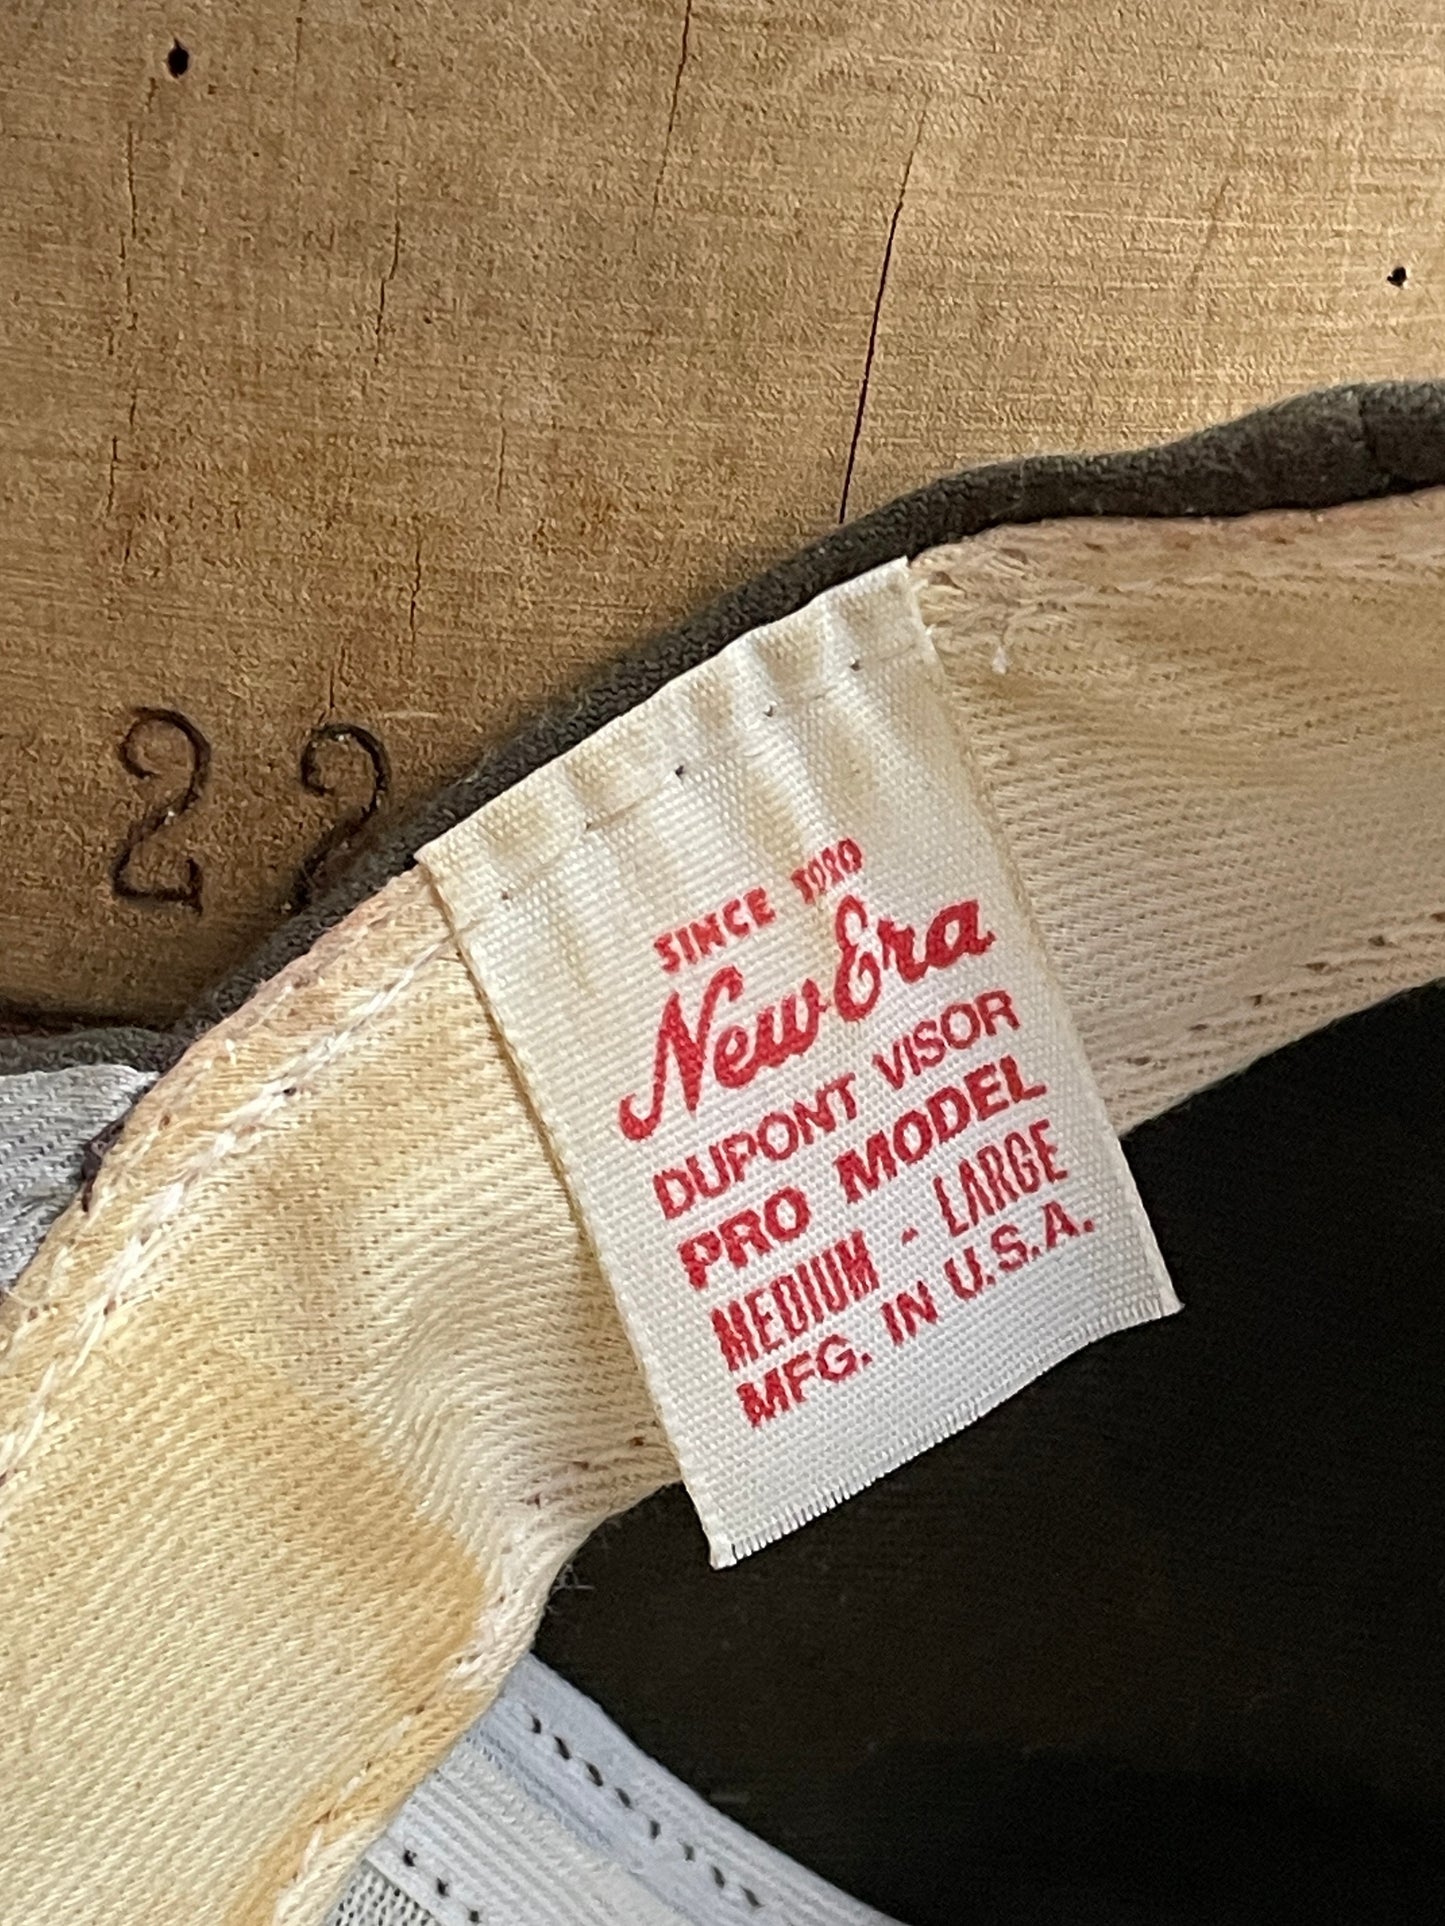 22
SINCE 1920
New Era
DUPONT VISOR
PRO MODEL
MEDIUM - LARGE
MFG. IN U.S.A.